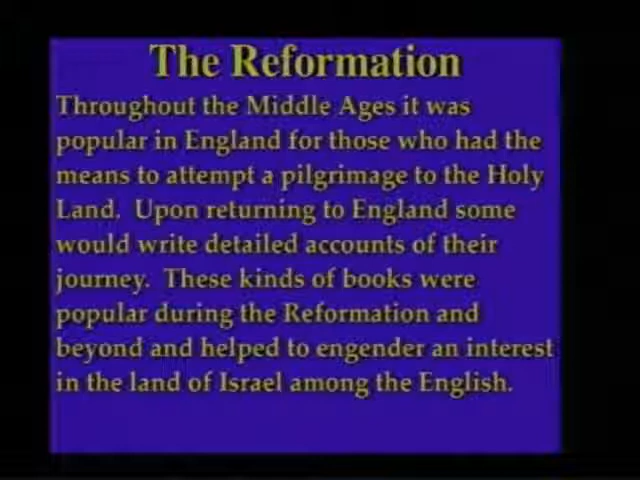 The Reformation
Throughout the Middle Ages it was
popular in England for those who had the
means to attempt a pilgrimage to the Holy
Land.  Upon returning to England some
would write detailed accounts of their
journey.  These kinds of books were
popular during the Reformation and
beyond and helped to engender an interest
in the land of Israel among the English.